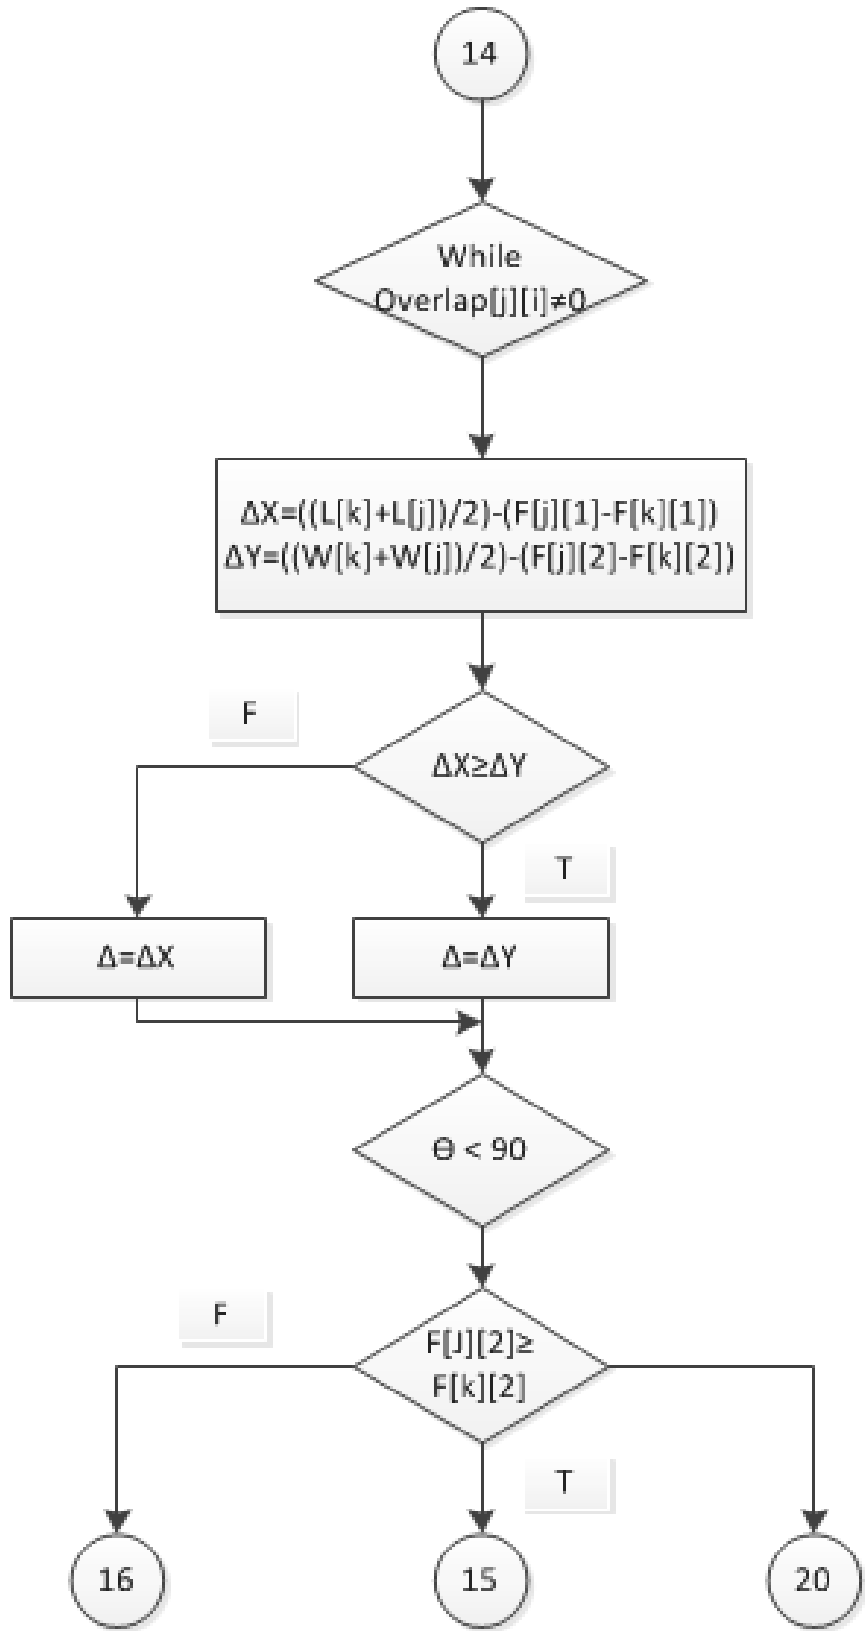 14
While
Overlap[j][i]≠0
ΔX=((L[k]+L[j])/2)-(F[j][1]-F[k][1])
ΔY=((W[k]+W[j])/2)-(F[j][2]-F[k][2])
F
ΔX≥ΔY
T
Δ=ΔX
Δ=ΔY
Ө < 90
F
F[J][2]≥
F[k][2]
T
16
15
20